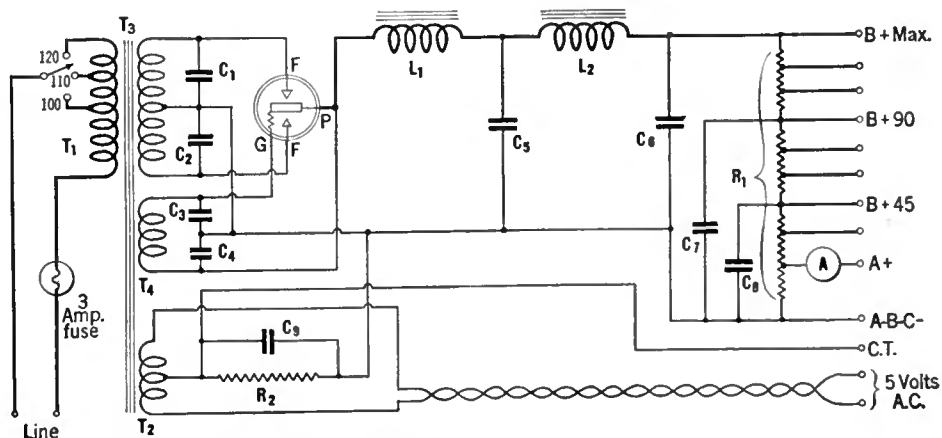 T3
120
110
100
T1
C1
C2
F
P
G
F
L1
L2
C5
C6
C7
C8
R1
B+Max.
B+90
B+45
A
A+
A-B-C-
C.T.
5 Volts
A.C.
C3
C4
T4
3
Amp.
fuse
C9
R2
T2
Line